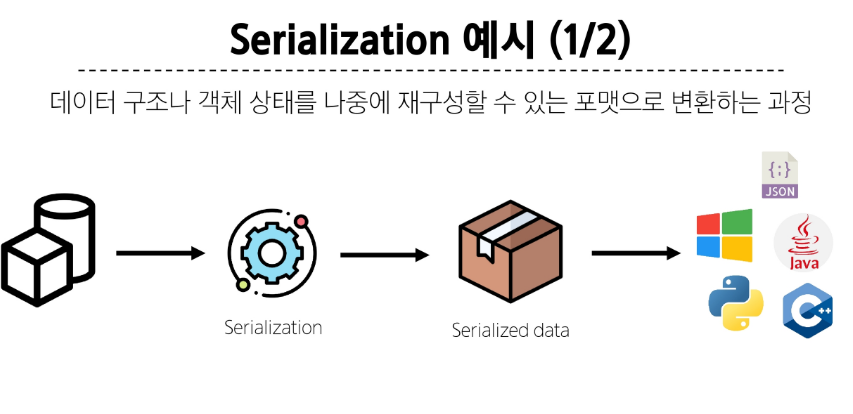 Serialization 예시 (1/2)
데이터 구조나 객체 상태를 나중에 재구성할 수 있는 포맷으로 변환하는 과정
{;}
JSON
Java
C++
Serialization
Serialized data